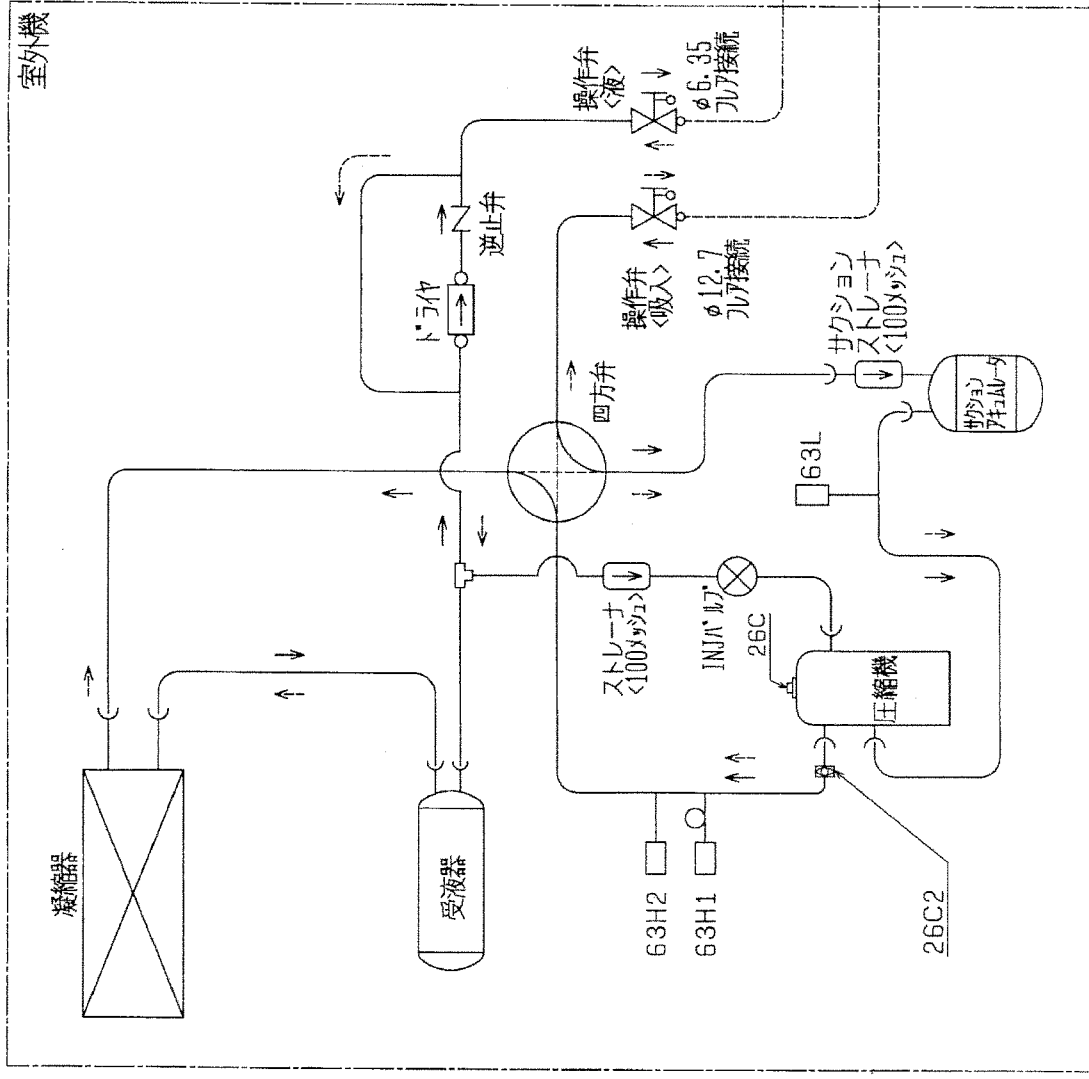 室外機
凝縮器
受液器
ドライヤ
逆止弁
操作弁
<液>
φ6.35
フレア接続
操作弁
<吸入>
φ12.7
フレア接続
四方弁
サクション
ストレーナ
<100メッシュ>
サクション
アキュムレータ
63L
ストレーナ
<100メッシュ>
INJバルブ
26C
圧縮機
63H2
63H1
26C2